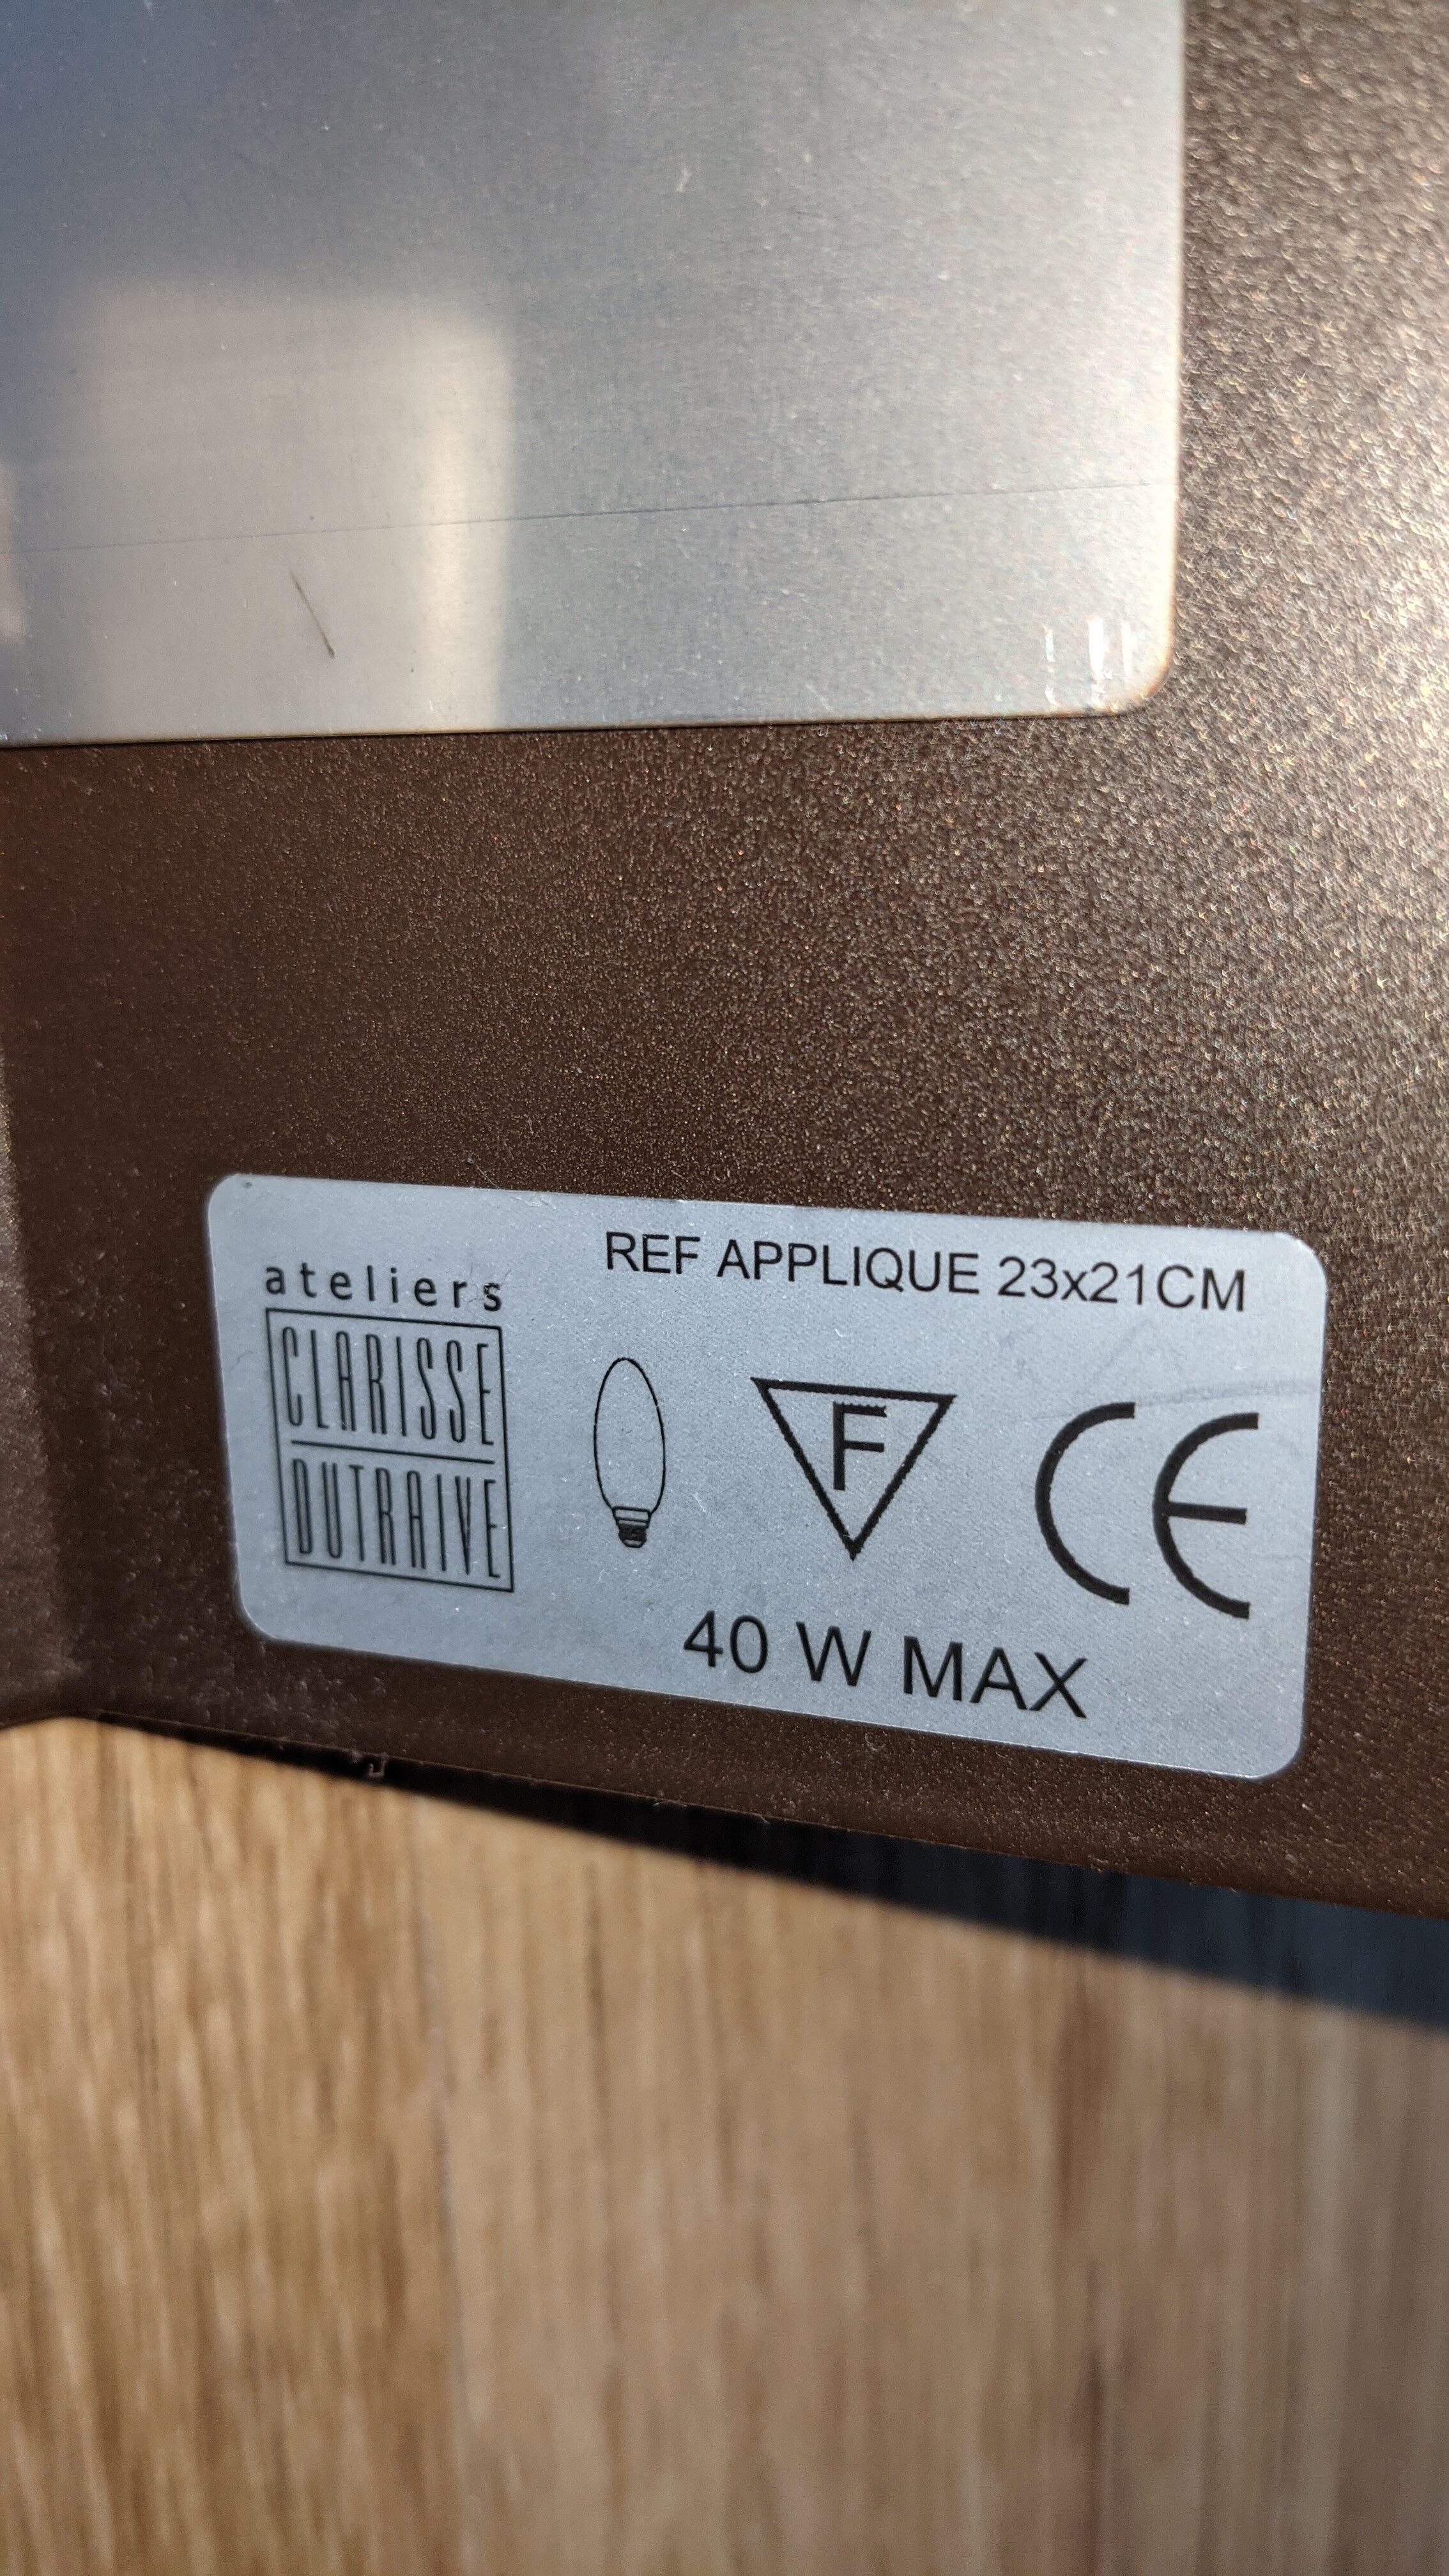 REF APPLIQUE 23x21CM
ateliers
CLARISSE
DUTRAIVE
F
CE
40 W MAX